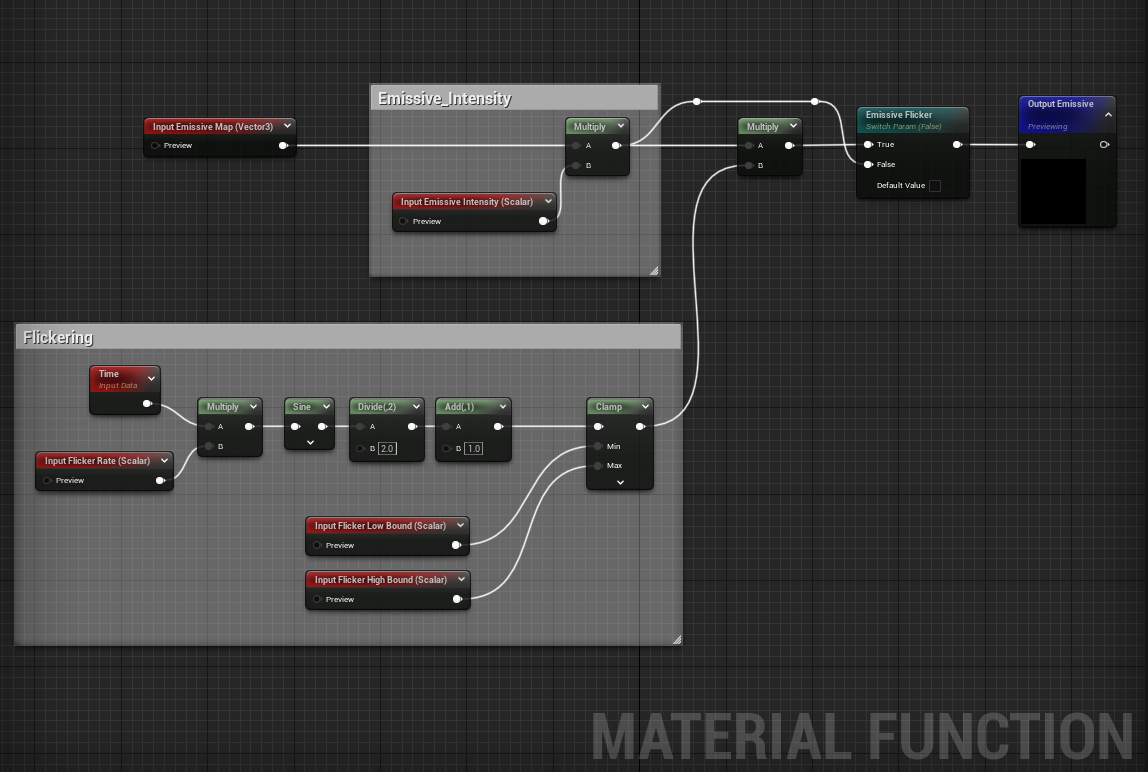 Emissive_Intensity
Input Emissive Map (Vector3)
Preview
Multiply
A
B
Input Emissive Intensity (Scalar)
Preview
Multiply
A
B
Emissive Flicker
Switch Param (False)
True
False
Default Value
Output Emissive
Previewing
Flickering
Time
Input Data
Input Flicker Rate (Scalar)
Preview
Multiply
A
B
Sine
Divide(,2)
A
B 2.0
Add(,1)
A
B 1.0
Clamp
Min
Max
Input Flicker Low Bound (Scalar)
Preview
Input Flicker High Bound (Scalar)
Preview
MATERIAL FUNCTION